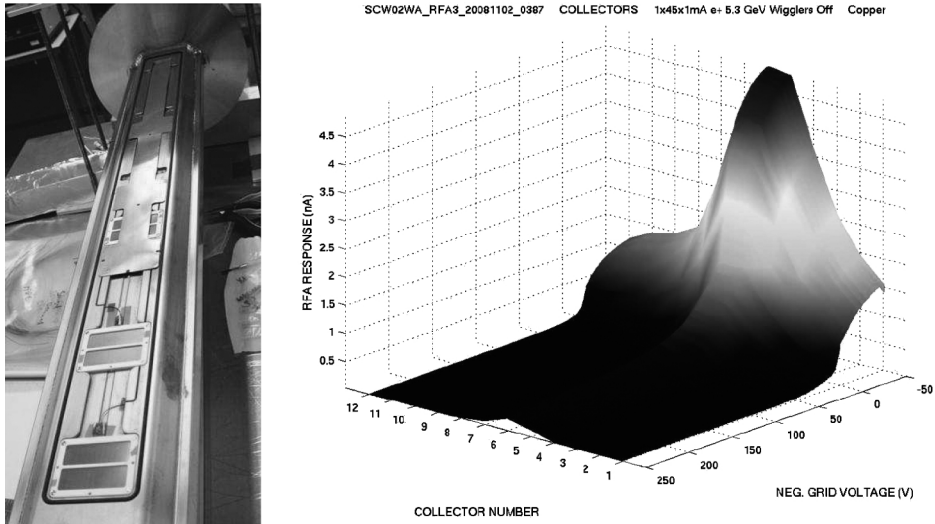 SCW02WA_RFA3_20081102_0387 COLLECTORS 1x45x1mA e+ 5.3 GeV Wigglers Off Copper
4.5
4
3.5
3
2.5
2
1.5
1
0.5
RFA RESPONSE (nA)
12 11 10 9 8 7 6 5 4 3 2 1
COLLECTOR NUMBER
250 200 150 100 50 0 -50
NEG. GRID VOLTAGE (V)